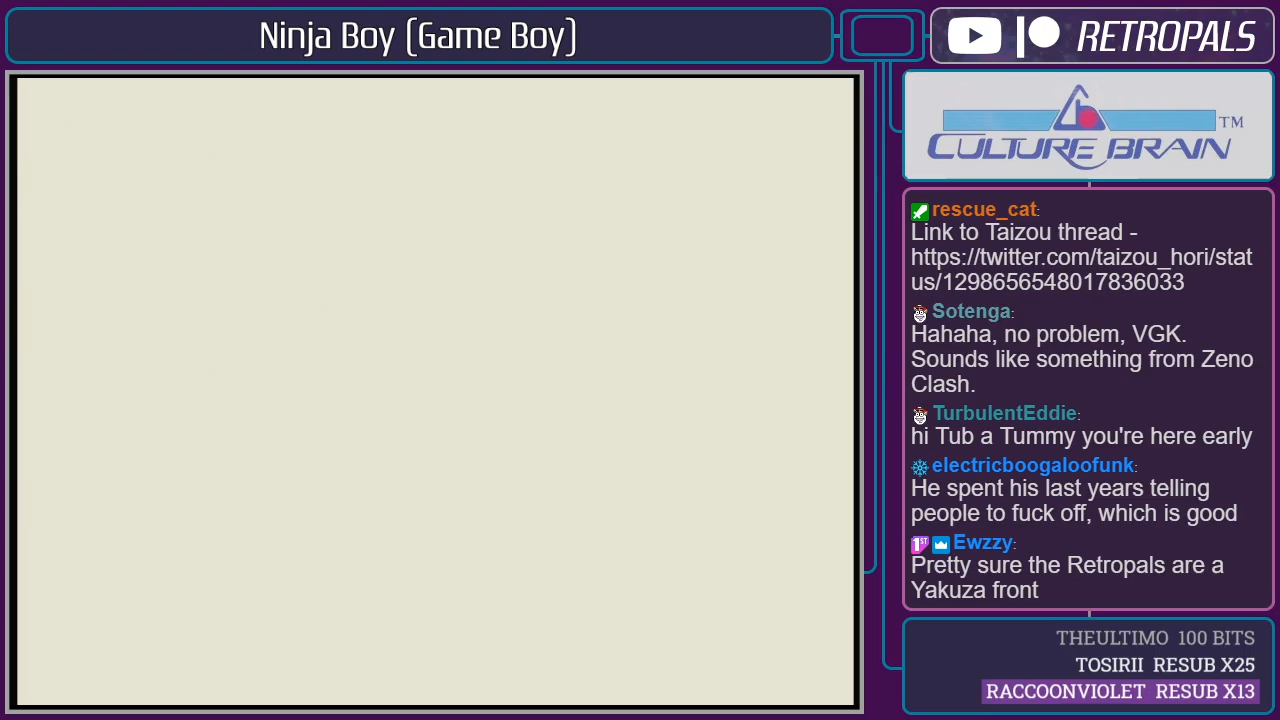 Ninja Boy (Game Boy)
RETROPALS
CULTURE BRAIN TM
rescue_cat:
Link to Taizou thread -
https://twitter.com/taizou_hori/stat
us/1298656548017836033
Sotenga:
Hahaha, no problem, VGK.
Sounds like something from Zeno
Clash.
TurbulentEddie:
hi Tub a Tummy you're here early
electricboogaloofunk:
He spent his last years telling
people to fuck off, which is good
1ST Ewzzy:
Pretty sure the Retropals are a
Yakuza front
THEULTIMO 100 BITS
TOSIRII RESUB X25
RACCOONVIOLET RESUB X13